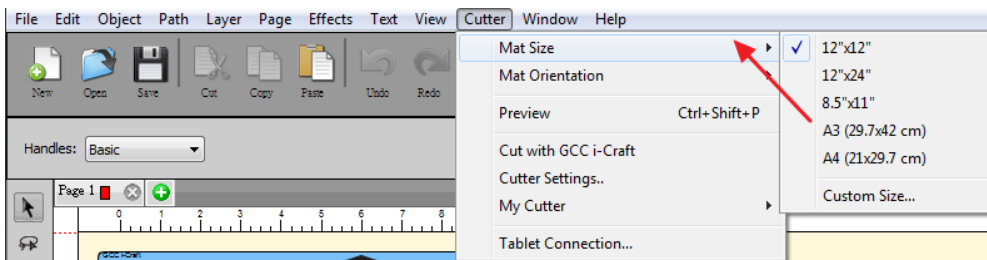 File Edit Object Path Layer Page Effects Text View Cutter Window Help
New Open Save Cut Copy Paste Undo Redo
Handles: Basic
Page 1
0 1 2 3 4 5 6 7 8
GCC i-Craft
Mat Size
Mat Orientation
Preview Ctrl+Shift+P
Cut with GCC i-Craft
Cutter Settings..
My Cutter
Tablet Connection...
12"x12"
12"x24"
8.5"x11"
A3 (29.7x42 cm)
A4 (21x29.7 cm)
Custom Size...